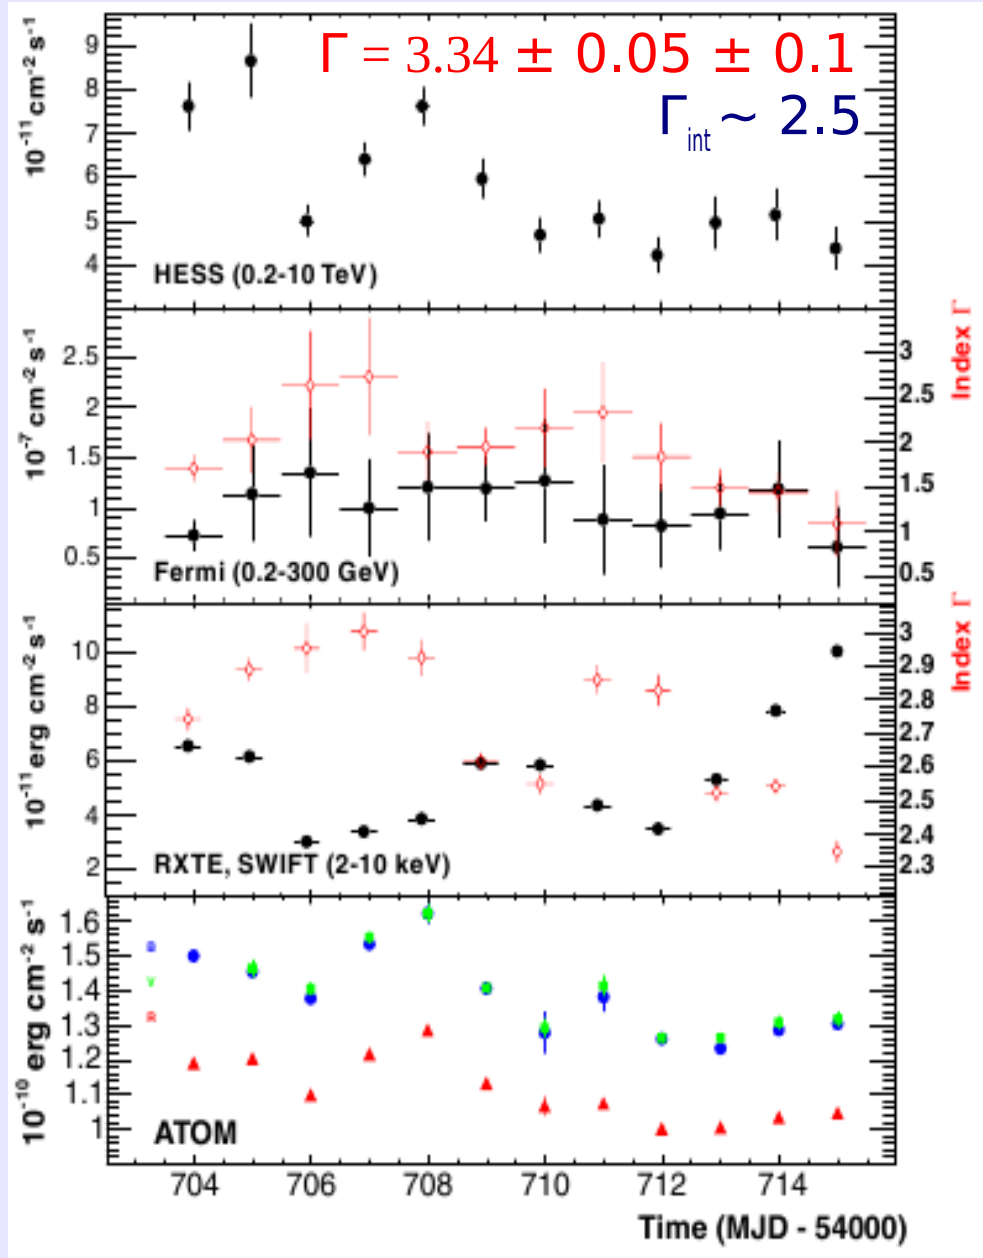 Γ = 3.34 ± 0.05 ± 0.1
Γint ~ 2.5
10⁻¹¹ cm⁻² s⁻¹
9
8
7
6
5
4
HESS (0.2-10 TeV)
10⁻⁷ cm⁻² s⁻¹
2.5
2
1.5
1
0.5
Fermi (0.2-300 GeV)
3
2.5
2
1.5
1
0.5
Index Γ
10⁻¹¹ erg cm⁻² s⁻¹
10
8
6
4
2
RXTE, SWIFT (2-10 keV)
3
2.9
2.8
2.7
2.6
2.5
2.4
2.3
Index Γ
10⁻¹⁰ erg cm⁻² s⁻¹
1.6
1.5
1.4
1.3
1.2
1.1
1
B
V
R
ATOM
704 706 708 710 712 714
Time (MJD - 54000)